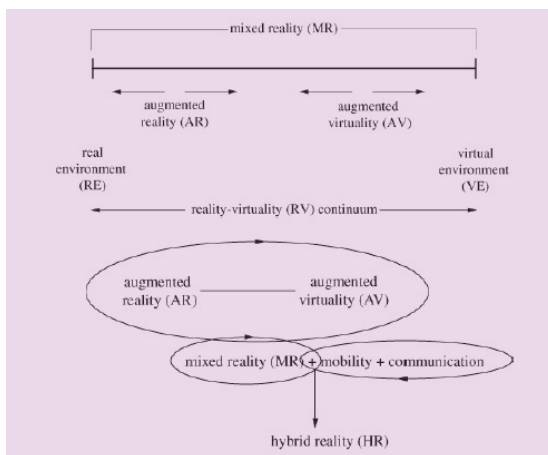 mixed reality (MR)
augmented
reality (AR)
augmented
virtuality (AV)
real
environment
(RE)
virtual
environment
(VE)
reality-virtuality (RV) continuum
augmented
reality (AR)
augmented
virtuality (AV)
mixed reality (MR) + mobility + communication
hybrid reality (HR)